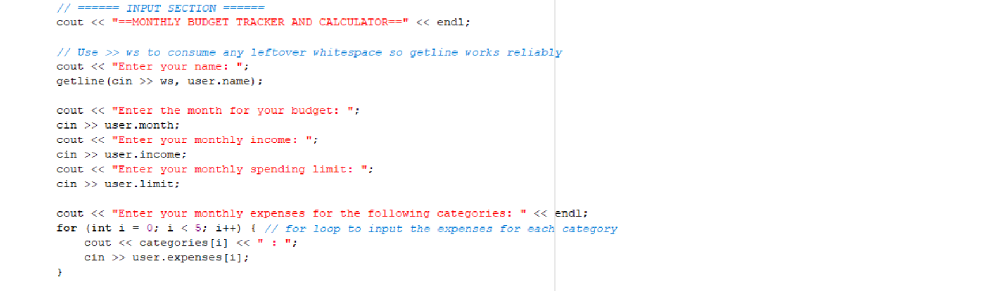 // ====== INPUT SECTION ======
cout << "==MONTHLY BUDGET TRACKER AND CALCULATOR==" << endl;
// Use >> ws to consume any leftover whitespace so getline works reliably
cout << "Enter your name: ";
getline(cin >> ws, user.name);
cout << "Enter the month for your budget: ";
cin >> user.month;
cout << "Enter your monthly income: ";
cin >> user.income;
cout << "Enter your monthly spending limit: ";
cin >> user.limit;
cout << "Enter your monthly expenses for the following categories: " << endl;
for (int i = 0; i < 5; i++) { // for loop to input the expenses for each category
cout << categories[i] << " : ";
cin >> user.expenses[i];
}